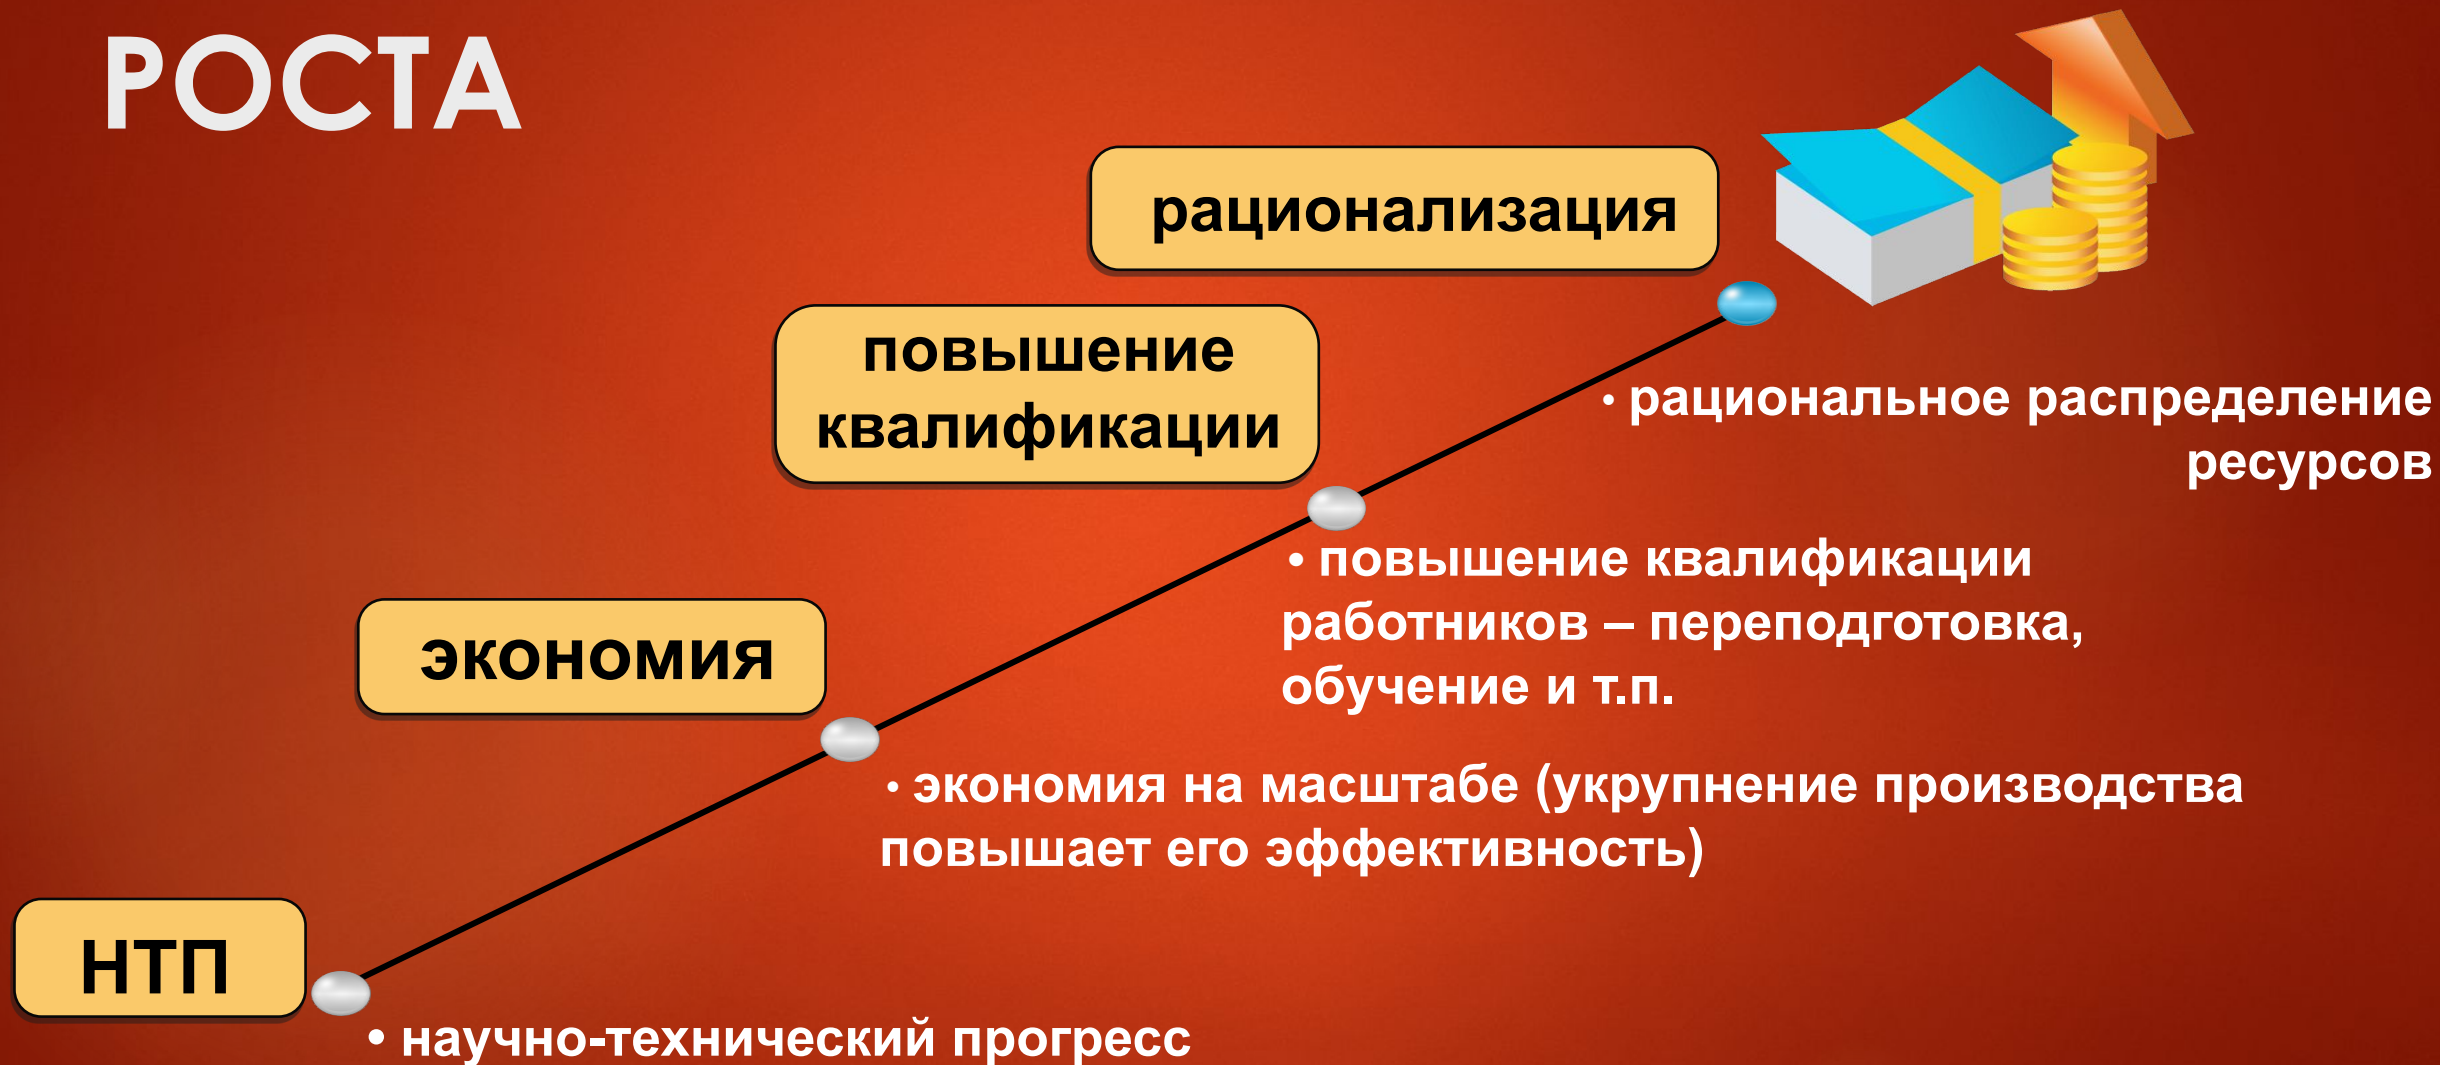 РОСТА
рационализация
• рациональное распределение
ресурсов
повышение
квалификации
• повышение квалификации
работников – переподготовка,
обучение и т.п.
экономия
• экономия на масштабе (укрупнение производства
повышает его эффективность)
НТП
• научно-технический прогресс